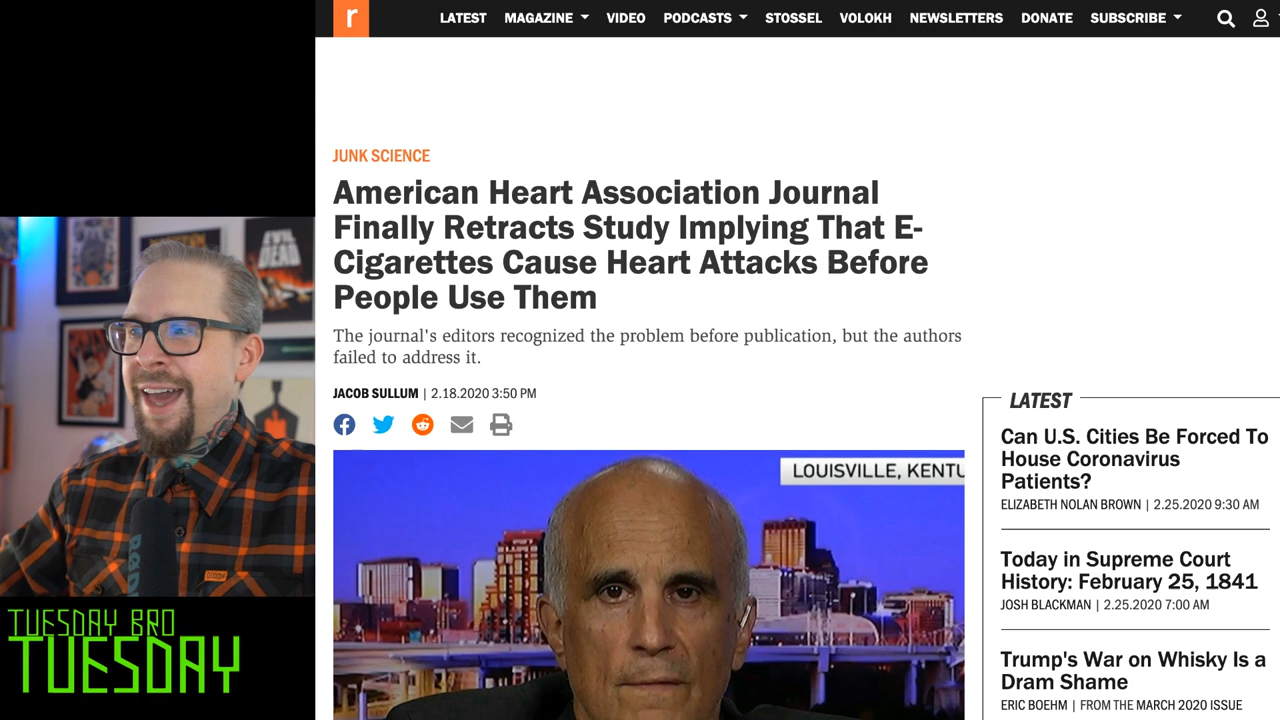 r
LATEST MAGAZINE VIDEO PODCASTS STOSSEL VOLOKH NEWSLETTERS DONATE SUBSCRIBE
JUNK SCIENCE
American Heart Association Journal
Finally Retracts Study Implying That E-
Cigarettes Cause Heart Attacks Before
People Use Them
The journal's editors recognized the problem before publication, but the authors
failed to address it.
JACOB SULLUM | 2.18.2020 3:50 PM
LOUISVILLE, KENTU
LATEST
Can U.S. Cities Be Forced To
House Coronavirus
Patients?
ELIZABETH NOLAN BROWN | 2.25.2020 9:30 AM
Today in Supreme Court
History: February 25, 1841
JOSH BLACKMAN | 2.25.2020 7:00 AM
Trump's War on Whisky Is a
Dram Shame
ERIC BOEHM | FROM THE MARCH 2020 ISSUE
EVIL
DEAD
TUESDAY BRO
TUESDAY